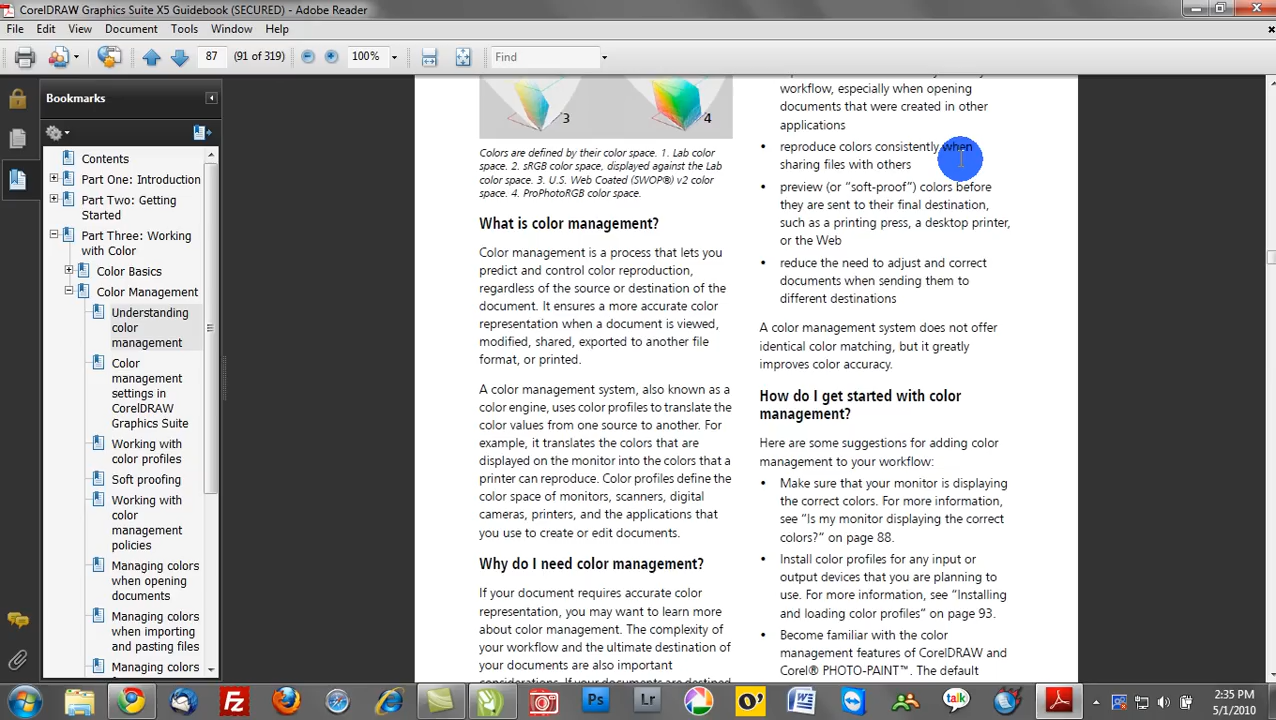 CorelDRAW Graphics Suite X5 Guidebook (SECURED) - Adobe Reader
File Edit View Document Tools Window Help
87 (91 of 319) 100% Find
Bookmarks
Contents
Part One: Introduction
Part Two: Getting
Started
Part Three: Working
with Color
Color Basics
Color Management
Understanding
color
management
Color
management
settings in
CorelDRAW
Graphics Suite
Working with
color profiles
Soft proofing
Working with
color
management
policies
Managing colors
when opening
documents
Managing colors
when importing
and pasting files
Managing colors
3 4
Colors are defined by their color space. 1. Lab color
space. 2. sRGB color space, displayed against the Lab
color space. 3. U.S. Web Coated (SWOP®) v2 color
space. 4. ProPhotoRGB color space.
What is color management?
Color management is a process that lets you
predict and control color reproduction,
regardless of the source or destination of the
document. It ensures a more accurate color
representation when a document is viewed,
modified, shared, exported to another file
format, or printed.
A color management system, also known as a
color engine, uses color profiles to translate the
color values from one source to another. For
example, it translates the colors that are
displayed on the monitor into the colors that a
printer can reproduce. Color profiles define the
color space of monitors, scanners, digital
cameras, printers, and the applications that
you use to create or edit documents.
Why do I need color management?
If your document requires accurate color
representation, you may want to learn more
about color management. The complexity of
your workflow and the ultimate destination of
your documents are also important
considerations. If your documents are destined
workflow, especially when opening
documents that were created in other
applications
• reproduce colors consistently when
sharing files with others
• preview (or “soft-proof”) colors before
they are sent to their final destination,
such as a printing press, a desktop printer,
or the Web
• reduce the need to adjust and correct
documents when sending them to
different destinations
A color management system does not offer
identical color matching, but it greatly
improves color accuracy.
How do I get started with color
management?
Here are some suggestions for adding color
management to your workflow:
• Make sure that your monitor is displaying
the correct colors. For more information,
see “Is my monitor displaying the correct
colors?” on page 88.
• Install color profiles for any input or
output devices that you are planning to
use. For more information, see “Installing
and loading color profiles” on page 93.
• Become familiar with the color
management features of CorelDRAW and
Corel® PHOTO-PAINT™. The default
Ps Lr O' W talk
2:35 PM
5/1/2010